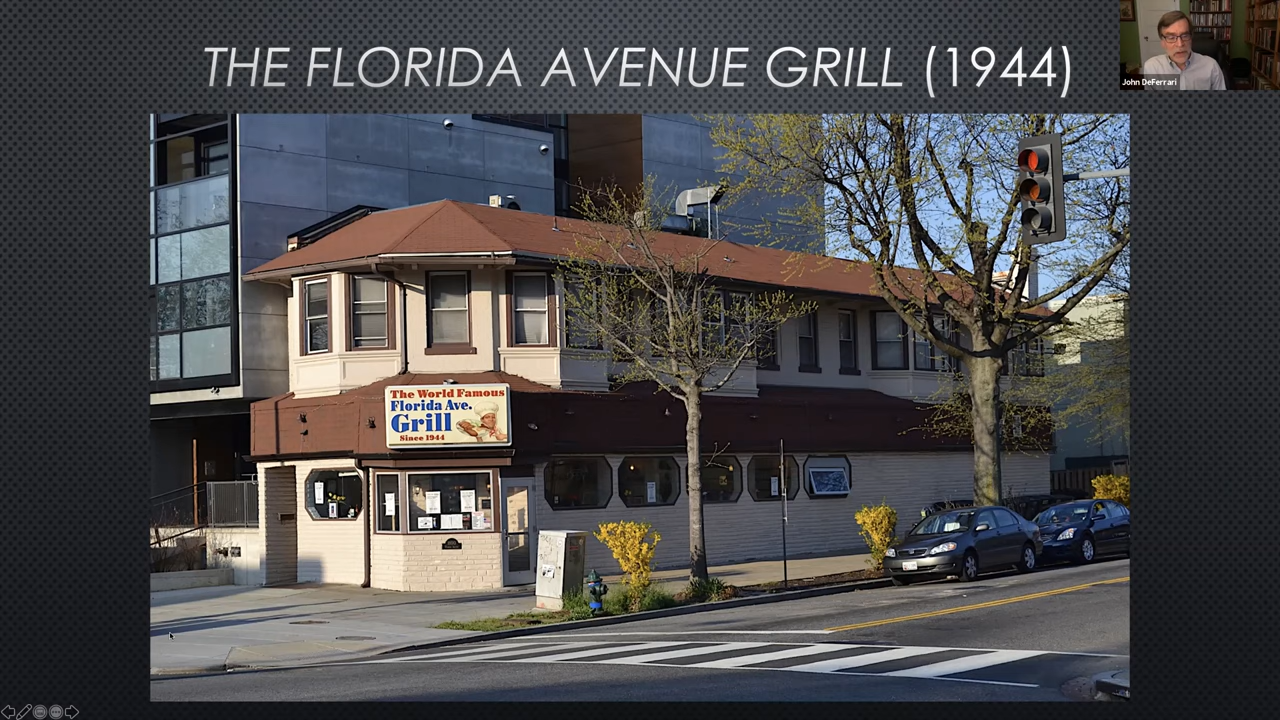 THE FLORIDA AVENUE GRILL (1944)
John DeFerrari
The World Famous
Florida Ave.
Grill
Since 1944